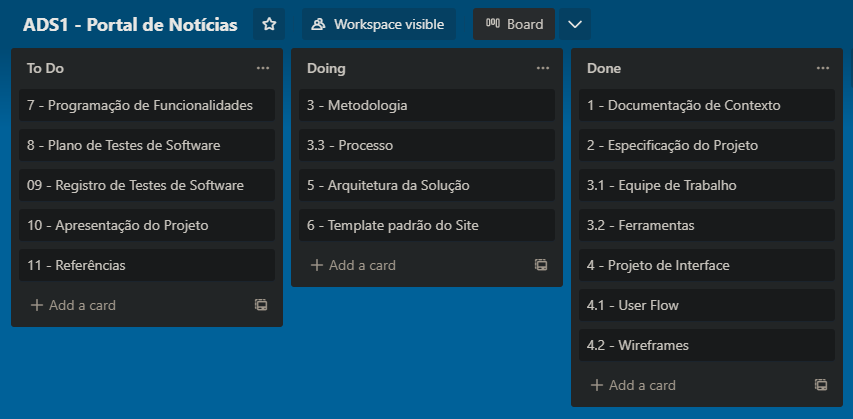 ADS1 - Portal de Notícias
Workspace visible
Board
To Do
7 - Programação de Funcionalidades
8 - Plano de Testes de Software
09 - Registro de Testes de Software
10 - Apresentação do Projeto
11 - Referências
+ Add a card
Doing
3 - Metodologia
3.3 - Processo
5 - Arquitetura da Solução
6 - Template padrão do Site
+ Add a card
Done
1 - Documentação de Contexto
2 - Especificação do Projeto
3.1 - Equipe de Trabalho
3.2 - Ferramentas
4 - Projeto de Interface
4.1 - User Flow
4.2 - Wireframes
+ Add a card